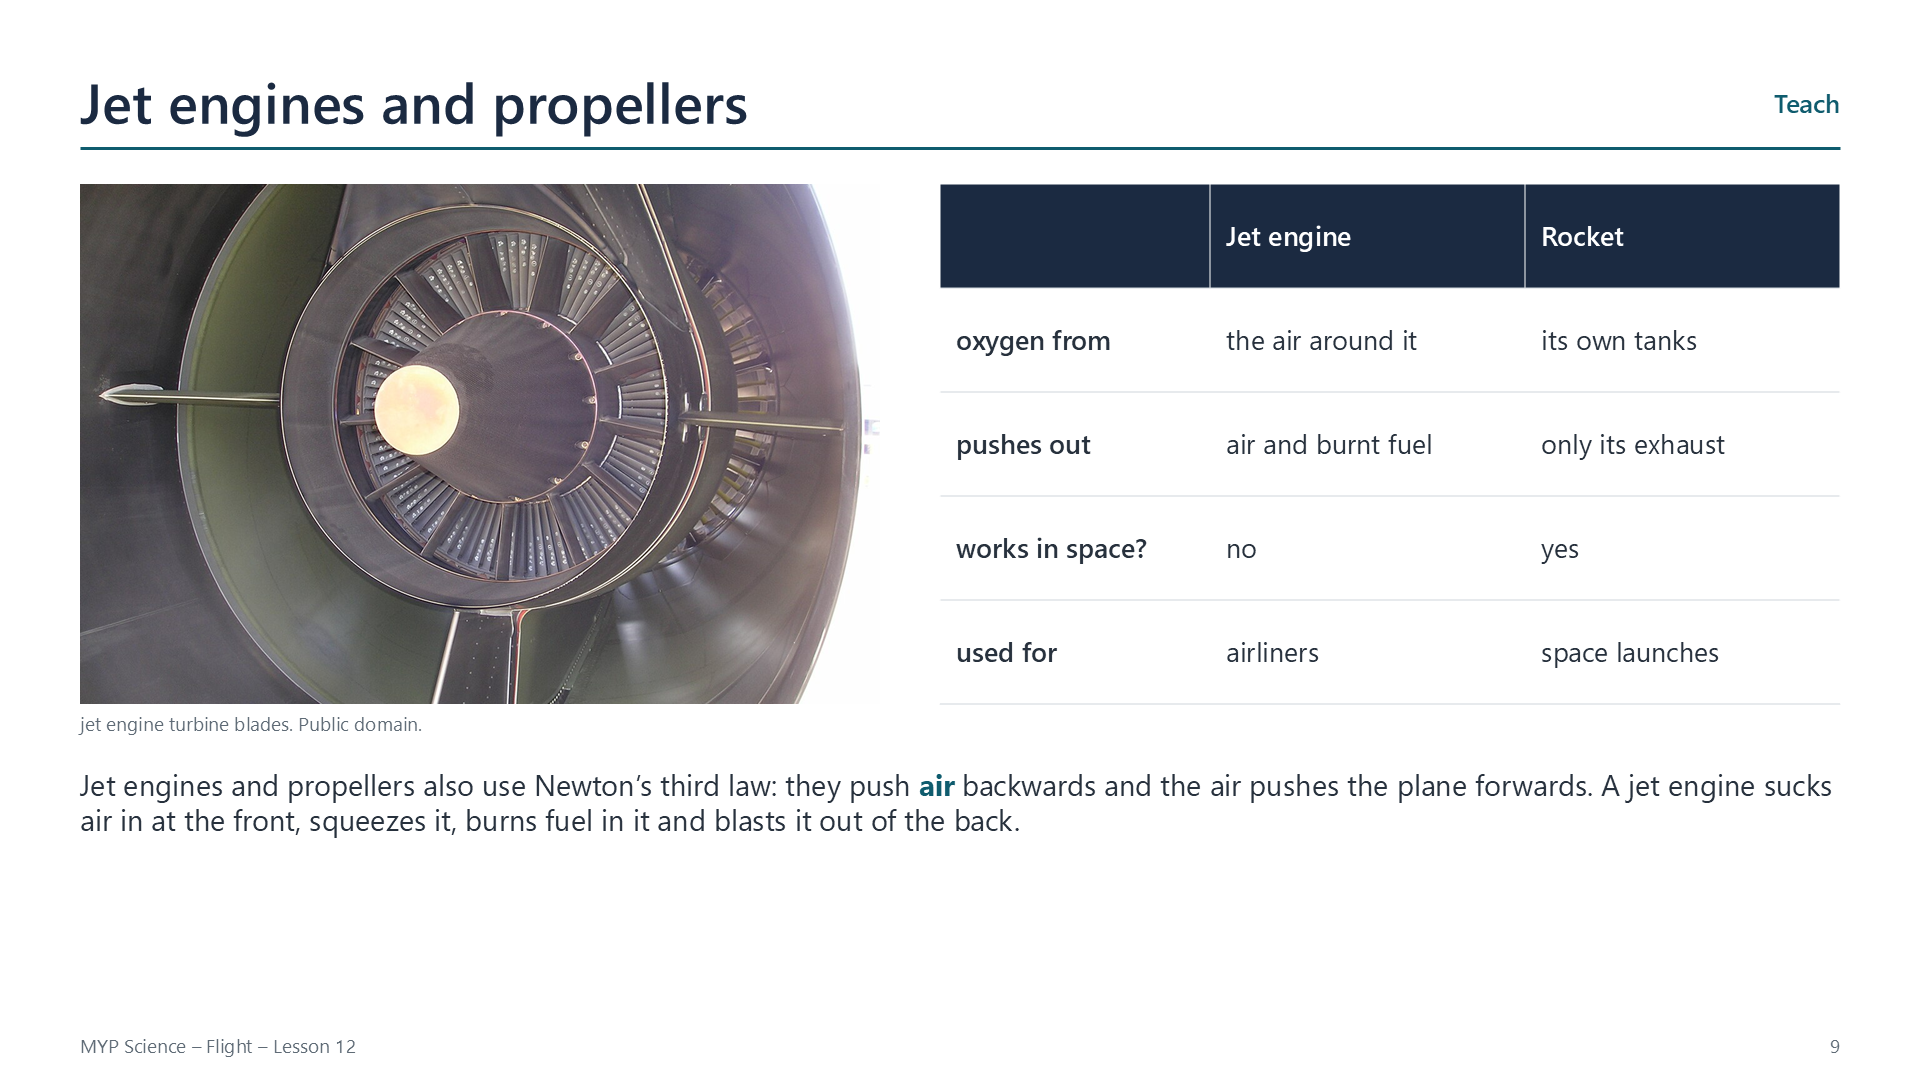 Jet engines and propellers
Teach
Jet engine Rocket
oxygen from the air around it its own tanks
pushes out air and burnt fuel only its exhaust
works in space? no yes
used for airliners space launches
jet engine turbine blades. Public domain.
Jet engines and propellers also use Newton’s third law: they push air backwards and the air pushes the plane forwards. A jet engine sucks
air in at the front, squeezes it, burns fuel in it and blasts it out of the back.
MYP Science – Flight – Lesson 12
9